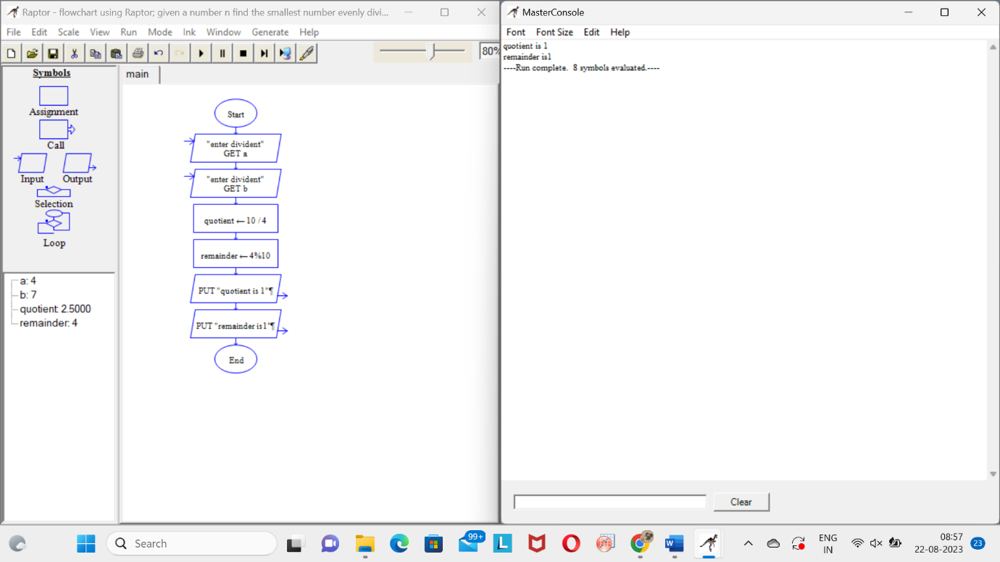 Raptor - flowchart using Raptor; given a number n find the smallest number evenly divi...
File Edit Scale View Run Mode Ink Window Generate Help
80%
Symbols
Assignment
Call
Input Output
Selection
Loop
a: 4
b: 7
quotient: 2.5000
remainder: 4
main
Start
"enter divident"
GET a
"enter divident"
GET b
quotient ← 10 / 4
remainder ← 4%10
PUT "quotient is 1"¶
PUT "remainder is1"¶
End
MasterConsole
Font Font Size Edit Help
quotient is 1
remainder is1
----Run complete. 8 symbols evaluated.----
Clear
Search
99+
L
W
ENG
IN
08:57
22-08-2023
23